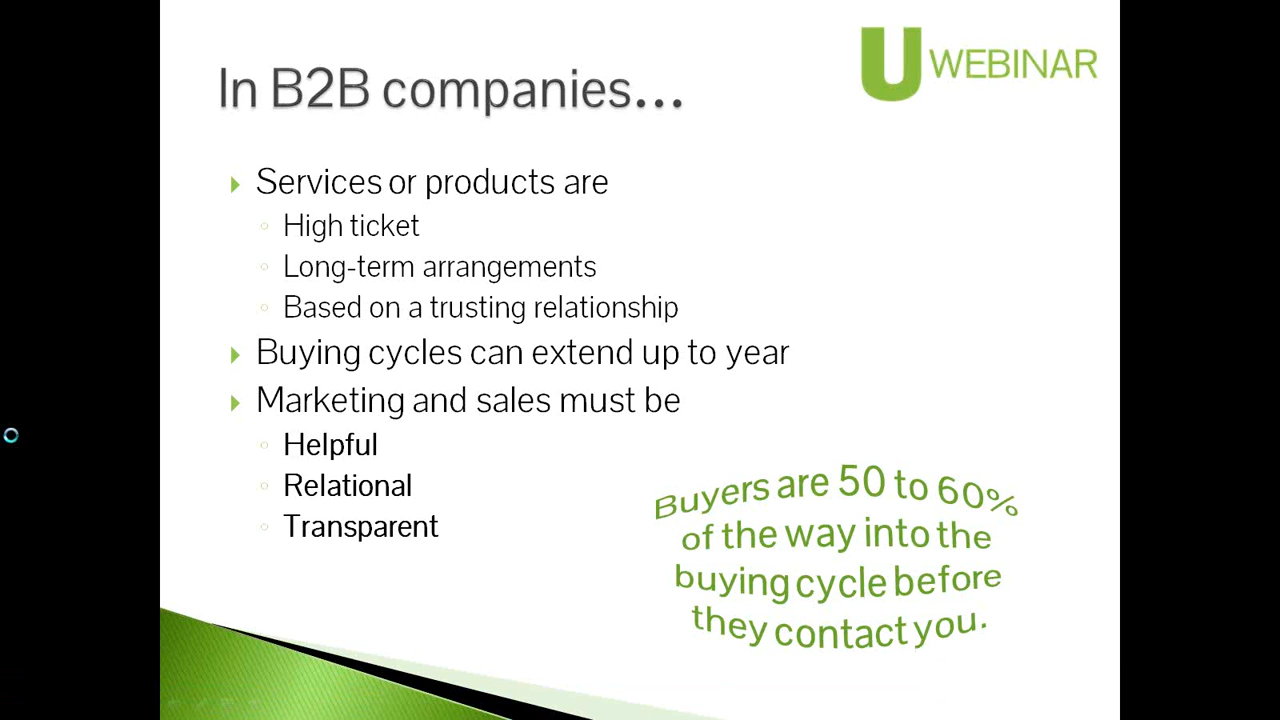 In B2B companies...
U WEBINAR
Services or products are
High ticket
Long-term arrangements
Based on a trusting relationship
Buying cycles can extend up to year
Marketing and sales must be
Helpful
Relational
Transparent
Buyers are 50 to 60%
of the way into the
buying cycle before
they contact you.